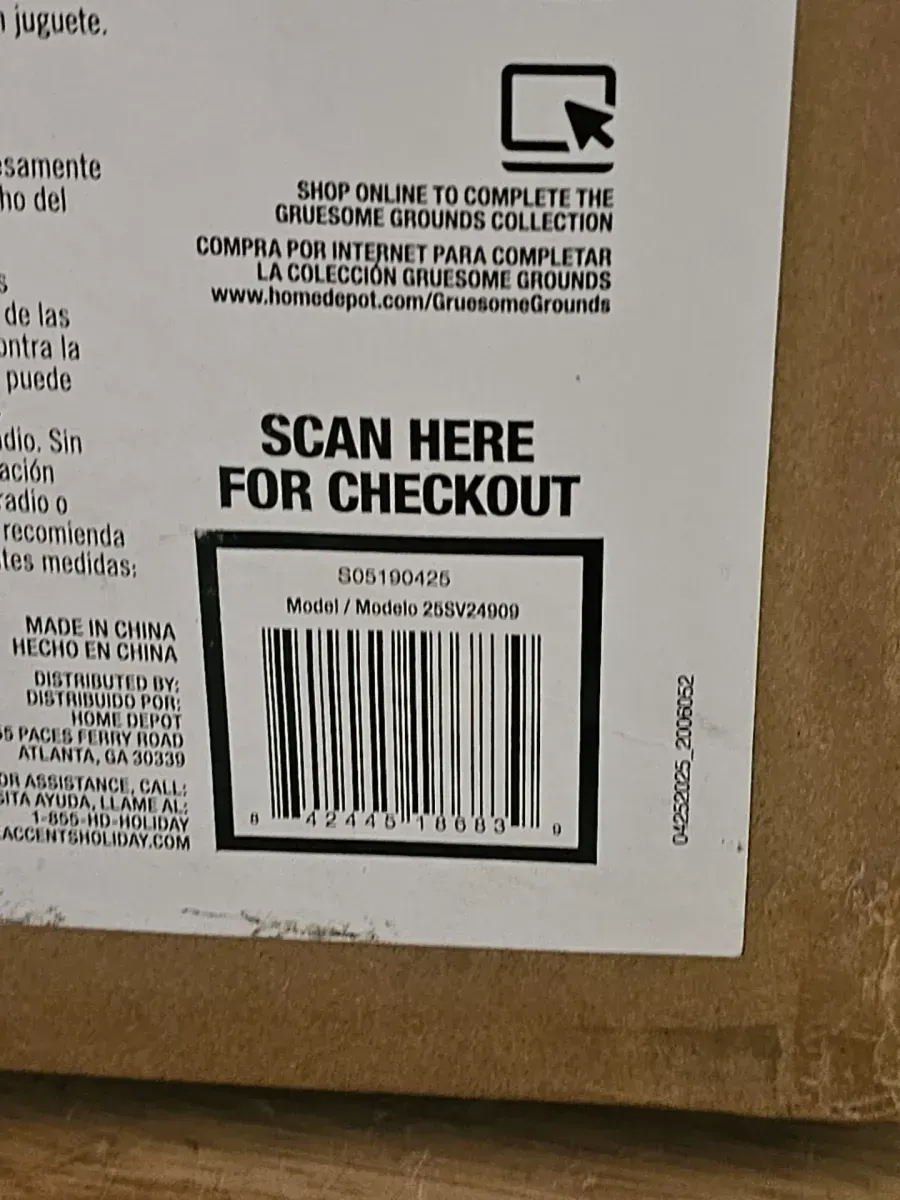 juguete.
samente
del
de las
ontra la
puede
dio. Sin
ación
radio o
recomienda
tes medidas:
SHOP ONLINE TO COMPLETE THE
GRUESOME GROUNDS COLLECTION
COMPRA POR INTERNET PARA COMPLETAR
LA COLECCIÓN GRUESOME GROUNDS
www.homedepot.com/GruesomeGrounds
SCAN HERE
FOR CHECKOUT
S05190425
Model / Modelo 25SV24909
8 42445 18683 9
MADE IN CHINA
HECHO EN CHINA
DISTRIBUTED BY:
DISTRIBUIDO POR:
HOME DEPOT
55 PACES FERRY ROAD
ATLANTA, GA 30339
OR ASSISTANCE, CALL:
SITA AYUDA, LLAME AL:
1-855-HD-HOLIDAY
ACCENTSHOLIDAY.COM
04252025_2006052